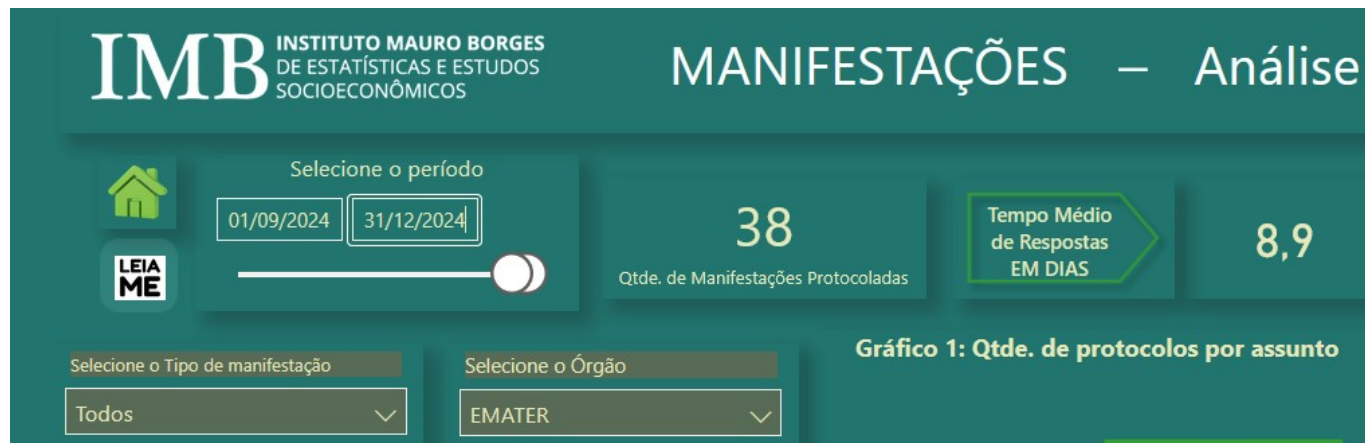 IMB
INSTITUTO MAURO BORGES
DE ESTATÍSTICAS E ESTUDOS
SOCIOECONÔMICOS
MANIFESTAÇÕES – Análise
Selecione o período
01/09/2024 31/12/2024
LEIA
ME
38
Qtde. de Manifestações Protocoladas
Tempo Médio
de Respostas
EM DIAS
8,9
Selecione o Tipo de manifestação
Todos
Selecione o Órgão
EMATER
Gráfico 1: Qtde. de protocolos por assunto